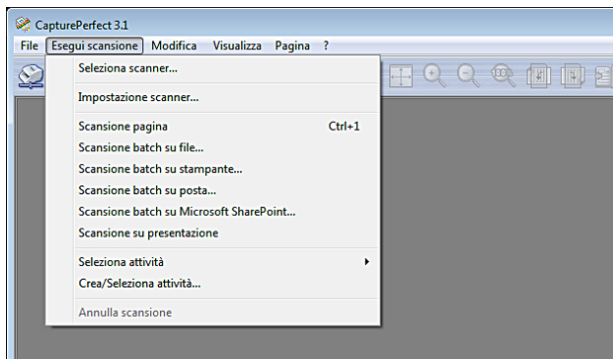 CapturePerfect 3.1
File Esegui scansione Modifica Visualizza Pagina ?
Seleziona scanner...
Impostazione scanner...
Scansione pagina Ctrl+1
Scansione batch su file...
Scansione batch su stampante...
Scansione batch su posta...
Scansione batch su Microsoft SharePoint...
Scansione su presentazione
Seleziona attività
Crea/Seleziona attività...
Annulla scansione